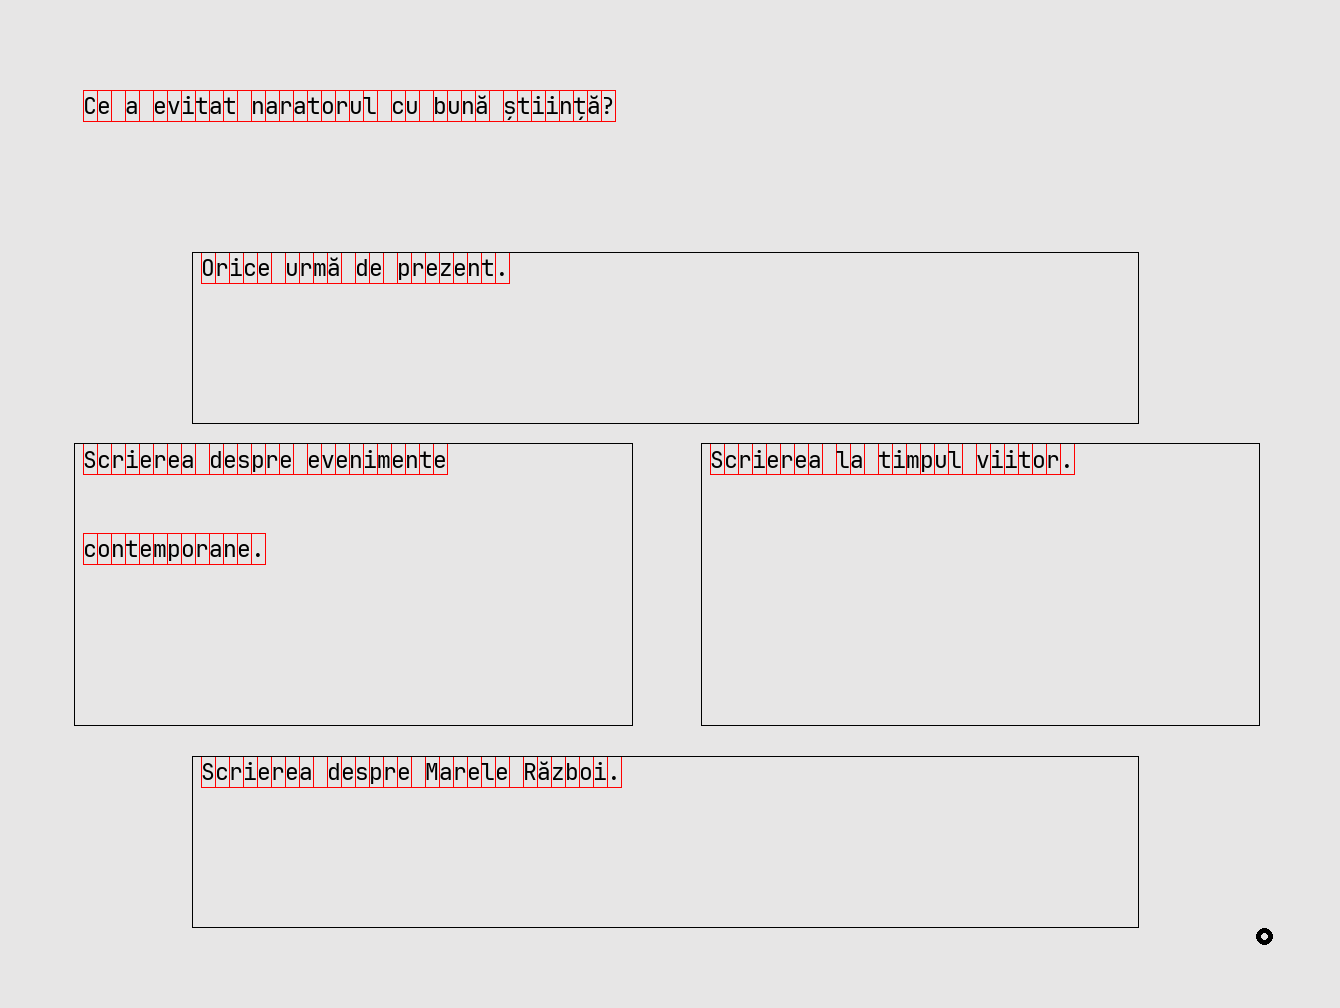 Ce a evitat naratorul cu bună știință?
Orice urmă de prezent.
Scrierea despre evenimente
contemporane.
Scrierea la timpul viitor.
Scrierea despre Marele Război.